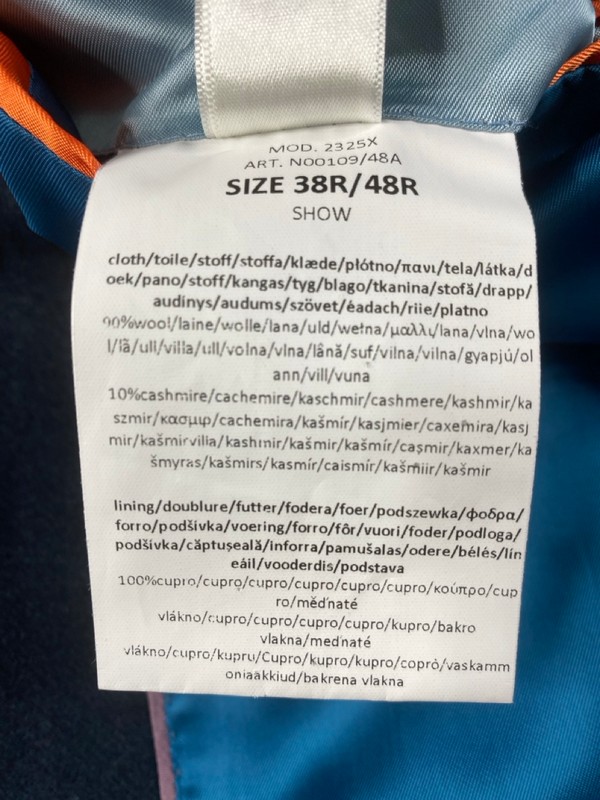 MOD. 2325X
ART. N00109/48A
SIZE 38R/48R
SHOW
cloth/toile/stoff/stoffa/klæde/płótno/πανι/tela/látka/d
oek/pano/stoff/kangas/tyg/blago/tkanina/stofă/drapp/
audinys/audums/szövet/éadach/riie/platno
90%wool/laine/wolle/lana/uld/wełna/μαλλι/lana/vlna/wo
l/lã/ull/villa/ull/volna/vlna/lână/suf/vilna/vilna/gyapjú/ol
ann/vill/vuna
10%cashmire/cachemire/kaschmir/cashmere/kashmir/ka
szmir/κασμιρ/cachemira/kašmír/kasjmier/caxemira/kasj
mir/kašmirvilla/kashmir/kašmir/kašmír/caşmir/kaxmer/ka
šmyras/kašmirs/kasmír/caismír/kašmiir/kašmir
lining/doublure/futter/fodera/foer/podszewka/φοδρα/
forro/podšívka/voering/forro/fôr/vuori/foder/podloga/
podšívka/căptuşeală/inforra/pamušalas/odere/bélés/lín
eáil/vooderdis/podstava
100%cupro/cupro/cupro/cupro/cupro/cupro/κούπρο/cup
ro/měďnaté
vlákno/cupro/cupro/cupro/cupro/kupro/bakro
vlakna/meďnaté
vlákno/cupro/kupru/Cupro/kupro/kupro/coprò/vaskamm
oniaakkiud/bakrena vlakna